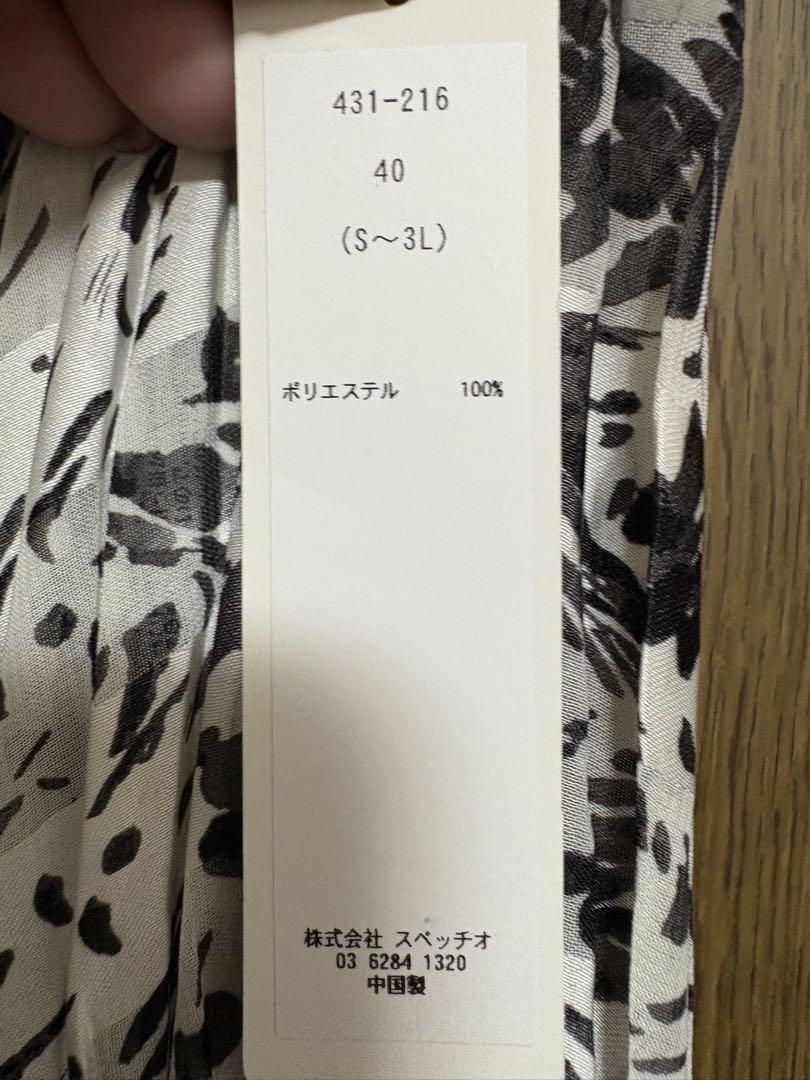 431-216
40
(S〜3L)
ポリエステル 100%
株式会社 スペッチオ
03 6284 1320
中国製